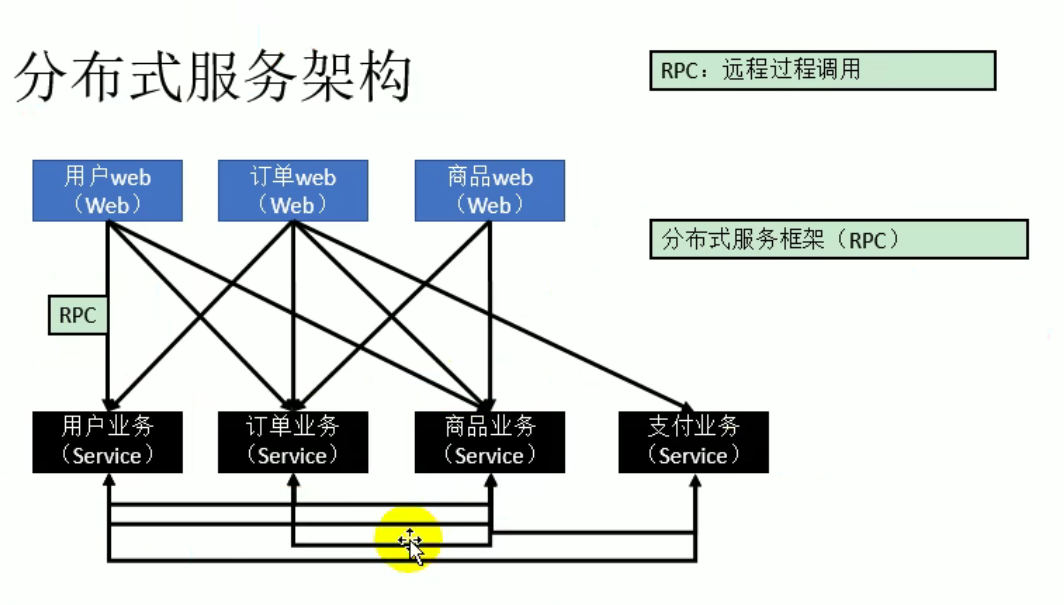 分布式服务架构
RPC：远程过程调用
用户web
（Web）
订单web
（Web）
商品web
（Web）
分布式服务框架（RPC）
RPC
用户业务
（Service）
订单业务
（Service）
商品业务
（Service）
支付业务
（Service）